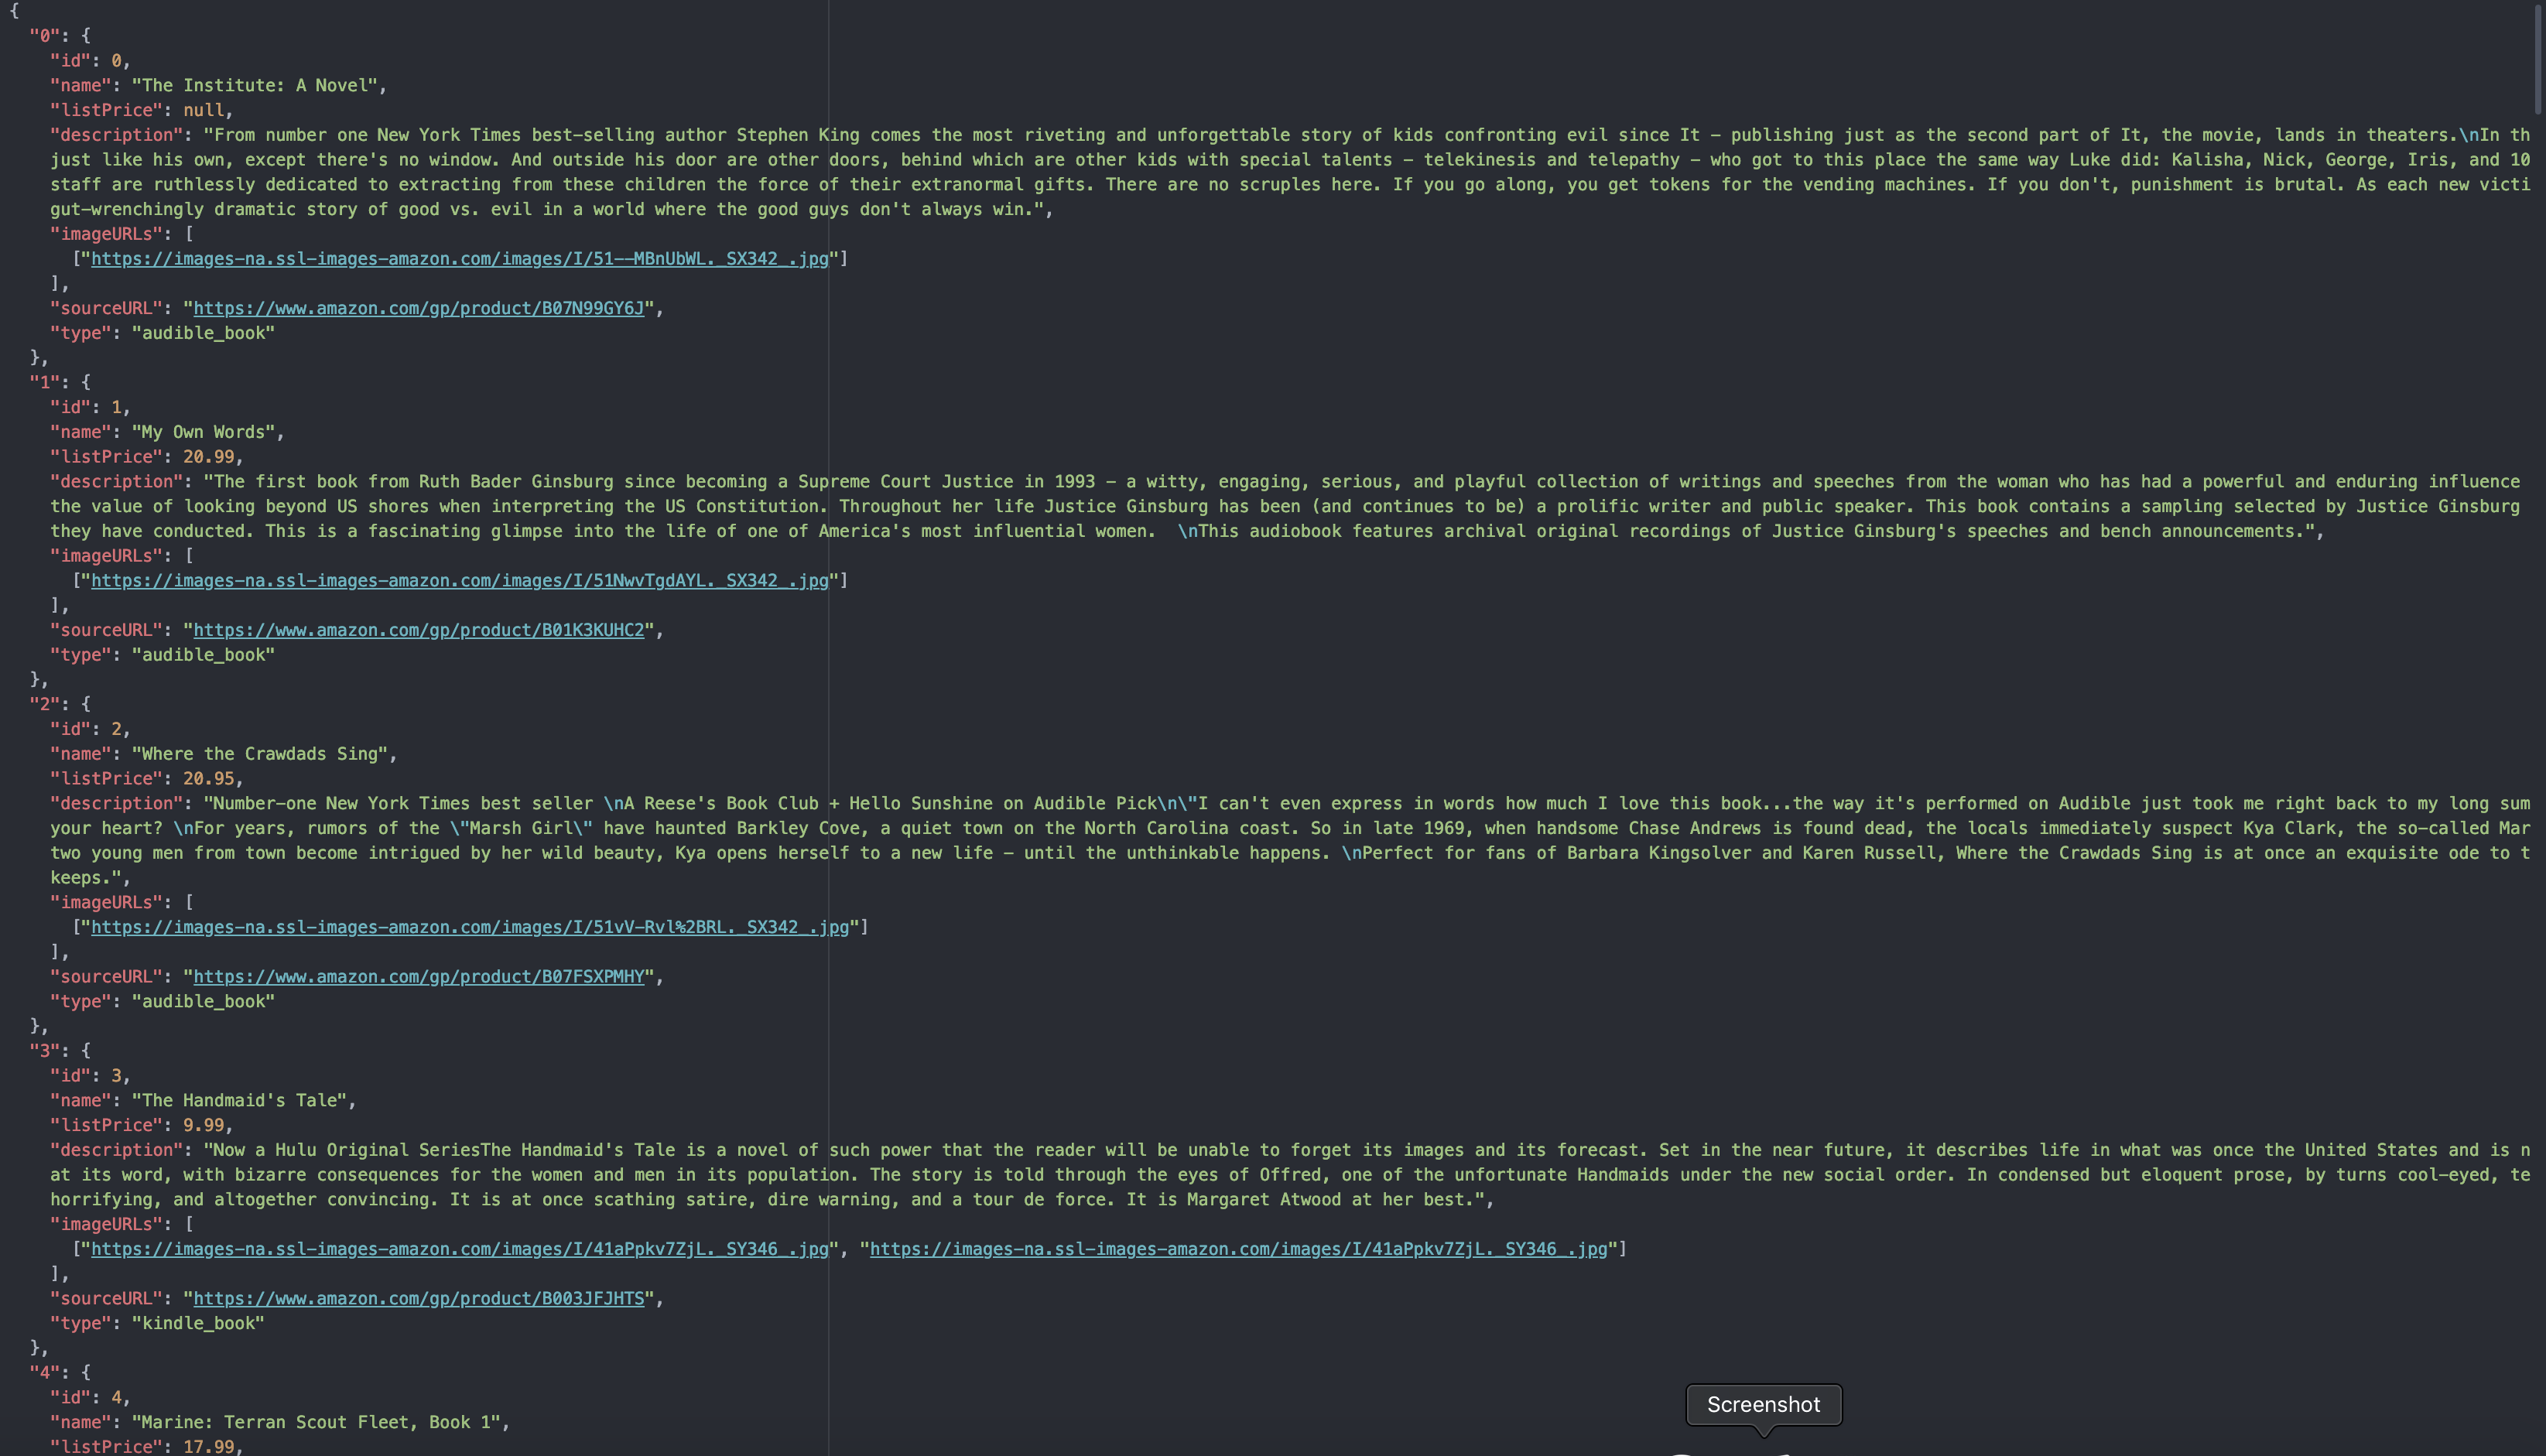 {
"0": {
"id": 0,
"name": "The Institute: A Novel",
"listPrice": null,
"description": "From number one New York Times best-selling author Stephen King comes the most riveting and unforgettable story of kids confronting evil since It – publishing just as the second part of It, the movie, lands in theaters.\nIn th
just like his own, except there's no window. And outside his door are other doors, behind which are other kids with special talents – telekinesis and telepathy – who got to this place the same way Luke did: Kalisha, Nick, George, Iris, and 10
staff are ruthlessly dedicated to extracting from these children the force of their extranormal gifts. There are no scruples here. If you go along, you get tokens for the vending machines. If you don't, punishment is brutal. As each new victi
gut-wrenchingly dramatic story of good vs. evil in a world where the good guys don't always win.",
"imageURLs": [
["https://images-na.ssl-images-amazon.com/images/I/51--MBnUbWL._SX342_.jpg"]
],
"sourceURL": "https://www.amazon.com/gp/product/B07N99GY6J",
"type": "audible_book"
},
"1": {
"id": 1,
"name": "My Own Words",
"listPrice": 20.99,
"description": "The first book from Ruth Bader Ginsburg since becoming a Supreme Court Justice in 1993 – a witty, engaging, serious, and playful collection of writings and speeches from the woman who has had a powerful and enduring influence
the value of looking beyond US shores when interpreting the US Constitution. Throughout her life Justice Ginsburg has been (and continues to be) a prolific writer and public speaker. This book contains a sampling selected by Justice Ginsburg
they have conducted. This is a fascinating glimpse into the life of one of America's most influential women.  \nThis audiobook features archival original recordings of Justice Ginsburg's speeches and bench announcements.",
"imageURLs": [
["https://images-na.ssl-images-amazon.com/images/I/51NwvTgdAYL._SX342_.jpg"]
],
"sourceURL": "https://www.amazon.com/gp/product/B01K3KUHC2",
"type": "audible_book"
},
"2": {
"id": 2,
"name": "Where the Crawdads Sing",
"listPrice": 20.95,
"description": "Number-one New York Times best seller \nA Reese's Book Club + Hello Sunshine on Audible Pick\n\"I can't even express in words how much I love this book...the way it's performed on Audible just took me right back to my long sum
your heart? \nFor years, rumors of the \"Marsh Girl\" have haunted Barkley Cove, a quiet town on the North Carolina coast. So in late 1969, when handsome Chase Andrews is found dead, the locals immediately suspect Kya Clark, the so-called Mar
two young men from town become intrigued by her wild beauty, Kya opens herself to a new life – until the unthinkable happens. \nPerfect for fans of Barbara Kingsolver and Karen Russell, Where the Crawdads Sing is at once an exquisite ode to t
keeps.",
"imageURLs": [
["https://images-na.ssl-images-amazon.com/images/I/51vV-Rvl%2BRL._SX342_.jpg"]
],
"sourceURL": "https://www.amazon.com/gp/product/B07FSXPMHY",
"type": "audible_book"
},
"3": {
"id": 3,
"name": "The Handmaid's Tale",
"listPrice": 9.99,
"description": "Now a Hulu Original SeriesThe Handmaid's Tale is a novel of such power that the reader will be unable to forget its images and its forecast. Set in the near future, it describes life in what was once the United States and is n
at its word, with bizarre consequences for the women and men in its population. The story is told through the eyes of Offred, one of the unfortunate Handmaids under the new social order. In condensed but eloquent prose, by turns cool-eyed, te
horrifying, and altogether convincing. It is at once scathing satire, dire warning, and a tour de force. It is Margaret Atwood at her best.",
"imageURLs": [
["https://images-na.ssl-images-amazon.com/images/I/41aPpkv7ZjL._SY346_.jpg", "https://images-na.ssl-images-amazon.com/images/I/41aPpkv7ZjL._SY346_.jpg"]
],
"sourceURL": "https://www.amazon.com/gp/product/B003JFJHTS",
"type": "kindle_book"
},
"4": {
"id": 4,
"name": "Marine: Terran Scout Fleet, Book 1",
"listPrice": 17.99,
Screenshot